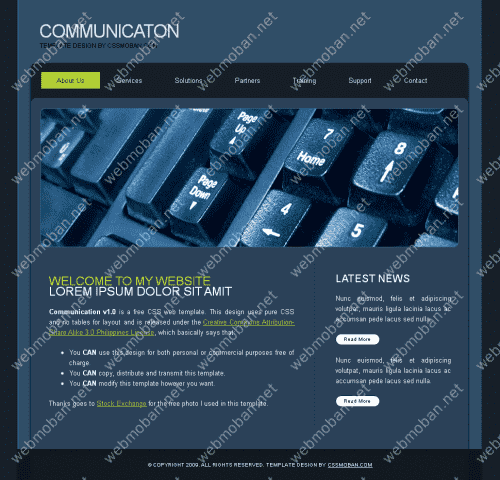 COMMUNICATON
TEMPLATE DESIGN BY CSSMOBAN.COM
About Us Services Solutions Partners Training Support Contact
Page Up
7 Home
8
Page Down
4
5
WELCOME TO MY WEBSITE
LOREM IPSUM DOLOR SIT AMIT
Communication v1.0 is a free CSS web template. This design uses pure CSS
and no tables for layout and is released under the Creative Commons Attribution-
Share Alike 3.0 Philippines License, which basically says that:
You CAN use this design for both personal or commercial purposes free of
charge.
You CAN copy, distribute and transmit this template.
You CAN modify this template however you want.
Thanks goes to Stock Exchange for the free photo I used in this template.
LATEST NEWS
Nunc euismod, felis et adipiscing
volutpat, mauris ligula lacinia lacus ac
accumsan pede lacus sed nulla.
Read More
Nunc euismod, felis et adipiscing
volutpat, mauris ligula lacinia lacus ac
accumsan pede lacus sed nulla.
Read More
© COPYRIGHT 2009. ALL RIGHTS RESERVED. TEMPLATE DESIGN BY CSSMOBAN.COM
webmoban.net